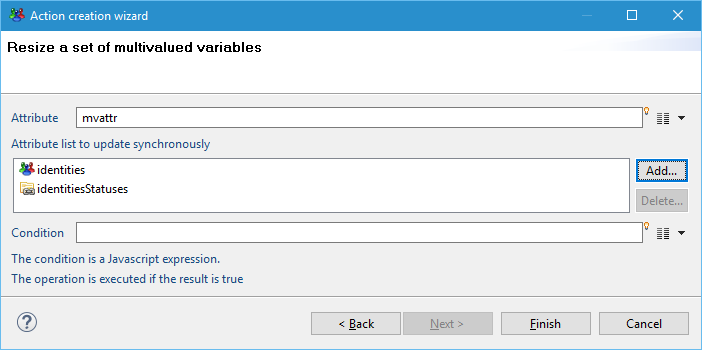 Action creation wizard
Resize a set of multivalued variables
Attribute mvattr
Attribute list to update synchronously
identities
identitiesStatuses
Add...
Delete...
Condition
The condition is a Javascript expression.
The operation is executed if the result is true
? < Back Next > Finish Cancel